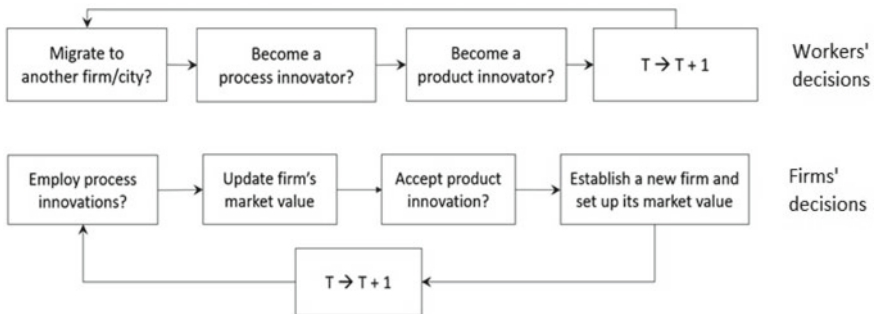 Migrate to
another firm/city?
Become a
process innovator?
Become a
product innovator?
T → T + 1
Workers'
decisions
Employ process
innovations?
Update firm's
market value
Accept product
innovation?
Establish a new firm and
set up its market value
Firms'
decisions
T → T + 1